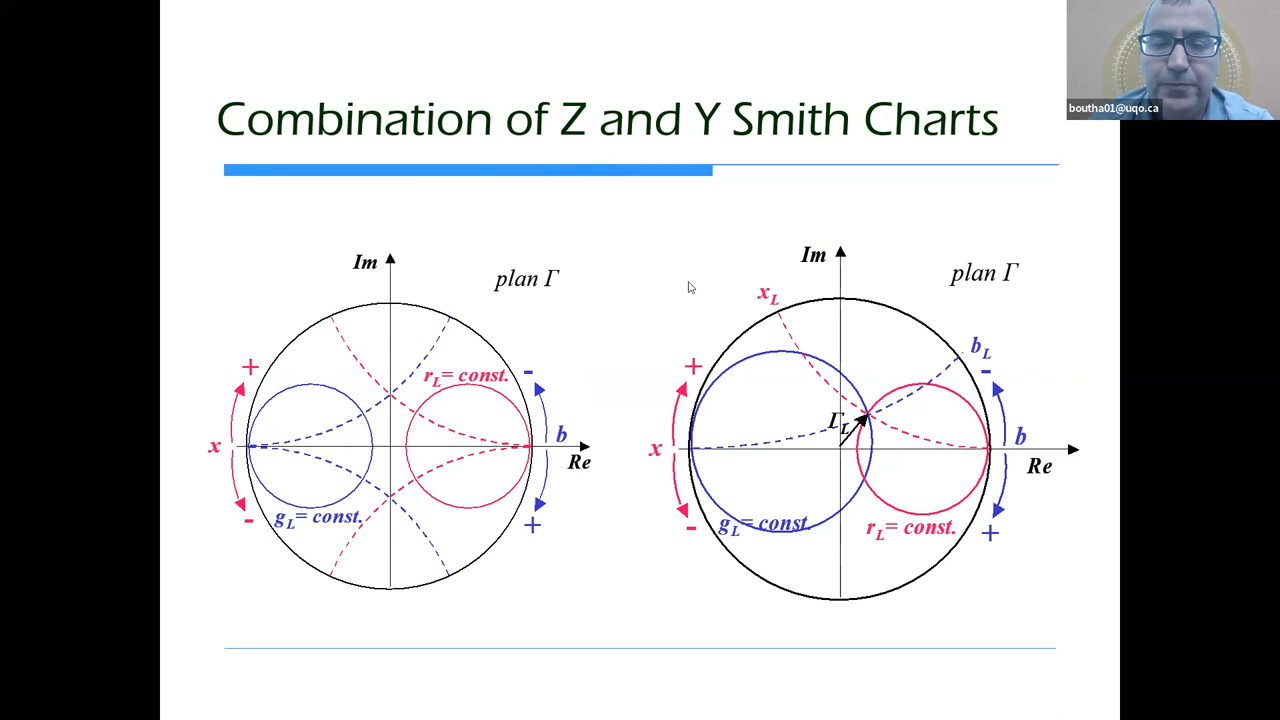 boutha01@uqo.ca
Combination of Z and Y Smith Charts
Im
plan Γ
+
r_L= const.
-
x
b
Re
-
g_L= const.
+
Im
plan Γ
x_L
b_L
+
-
Γ_L
x
b
Re
-
g_L= const.
r_L= const.
+